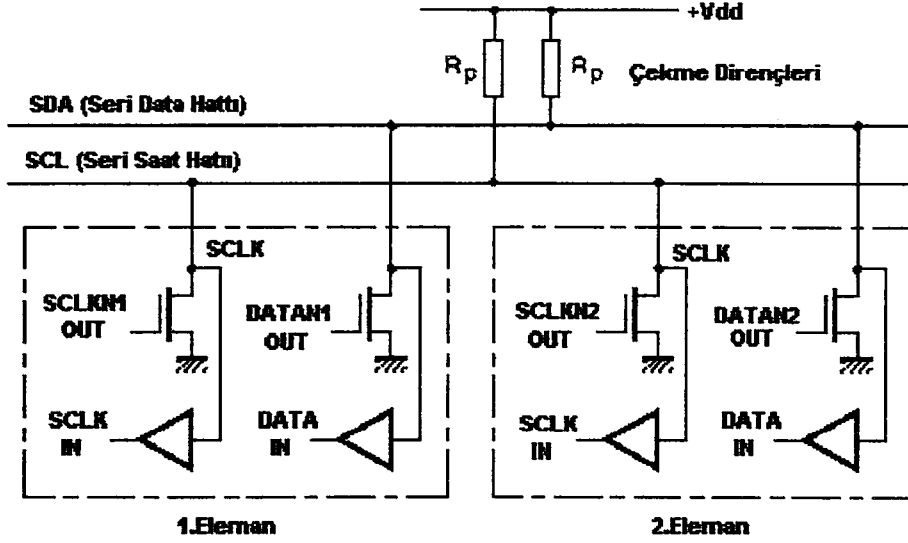 +Vdd
Rp
Rp
Çekme Dirençleri
SDA (Seri Data Hattı)
SCL (Seri Saat Hattı)
SCLK
SCLKN1
OUT
DATAN1
OUT
SCLK
IN
DATA
IN
1.Eleman
SCLK
SCLKN2
OUT
DATAN2
OUT
SCLK
IN
DATA
IN
2.Eleman